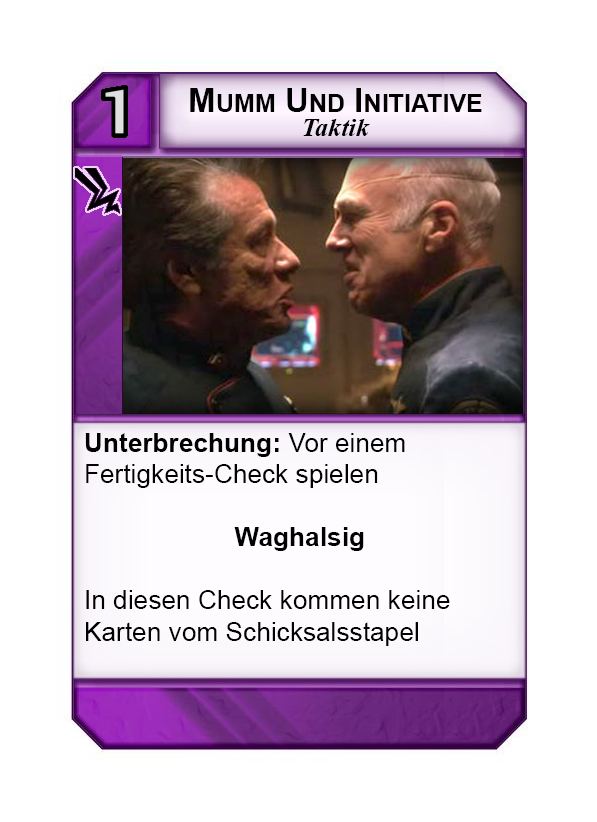 1
Mumm Und Initiative
Taktik
Unterbrechung: Vor einem
Fertigkeits-Check spielen
Waghalsig
In diesen Check kommen keine
Karten vom Schicksalsstapel